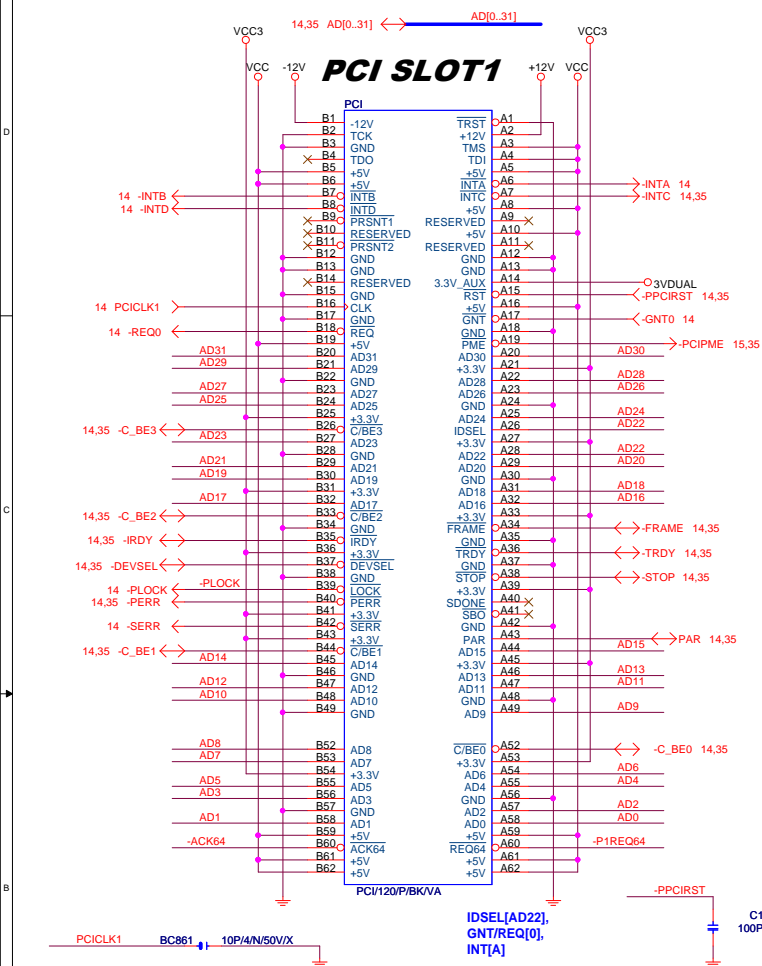 14,35 AD[0..31] AD[0..31]
VCC3 VCC3
VCC -12V PCI SLOT1 +12V VCC
PCI
B1 -12V TRST A1
B2 TCK +12V A2
B3 GND TMS A3
B4 TDO TDI A4
B5 +5V +5V A5
B6 +5V INTA A6 -INTA 14
14 -INTB B7 INTB INTC A7 -INTC 14,35
14 -INTD B8 INTD +5V A8
B9 PRSNT1 RESERVED A9
B10 RESERVED +5V A10
B11 PRSNT2 RESERVED A11
B12 GND GND A12
B13 GND GND A13
B14 RESERVED 3.3V_AUX A14 3VDUAL
B15 GND RST A15 -PPCIRST 14,35
14 PCICLK1 B16 CLK +5V A16
B17 GND GNT A17 -GNT0 14
14 -REQ0 B18 REQ GND A18
B19 +5V PME A19 -PCIPME 15,35
AD31 B20 AD31 AD30 A20 AD30
AD29 B21 AD29 +3.3V A21
B22 GND AD28 A22 AD28
AD27 B23 AD27 AD26 A23 AD26
AD25 B24 AD25 GND A24
B25 +3.3V AD24 A25 AD24
14,35 -C_BE3 B26 C/BE3 IDSEL A26 AD22
AD23 B27 AD23 +3.3V A27
B28 GND AD22 A28 AD22
AD21 B29 AD21 AD20 A29 AD20
AD19 B30 AD19 GND A30
B31 +3.3V AD18 A31 AD18
AD17 B32 AD17 AD16 A32 AD16
14,35 -C_BE2 B33 C/BE2 +3.3V A33
B34 GND FRAME A34 -FRAME 14,35
14,35 -IRDY B35 IRDY GND A35
B36 +3.3V TRDY A36 -TRDY 14,35
14,35 -DEVSEL B37 DEVSEL GND A37
B38 GND STOP A38 -STOP 14,35
14 -PLOCK -PLOCK B39 LOCK +3.3V A39
14,35 -PERR B40 PERR SDONE A40
B41 +3.3V SBO A41
14 -SERR B42 SERR GND A42
B43 +3.3V PAR A43 PAR 14,35
14,35 -C_BE1 B44 C/BE1 AD15 A44 AD15
AD14 B45 AD14 +3.3V A45
B46 GND AD13 A46 AD13
AD12 B47 AD12 AD11 A47 AD11
AD10 B48 AD10 GND A48
B49 GND AD9 A49 AD9
AD8 B52 AD8 C/BE0 A52 -C_BE0 14,35
AD7 B53 AD7 +3.3V A53
B54 +3.3V AD6 A54 AD6
AD5 B55 AD5 AD4 A55 AD4
AD3 B56 AD3 GND A56
B57 GND AD2 A57 AD2
AD1 B58 AD1 AD0 A58 AD0
B59 +5V +5V A59
-ACK64 B60 ACK64 REQ64 A60 -P1REQ64
B61 +5V +5V A61
B62 +5V +5V A62
PCI/120/P/BK/VA
-PPCIRST
IDSEL[AD22],
GNT/REQ[0],
INT[A]
C1
100P
PCICLK1 BC861 10P/4/N/50V/X
D
C
B